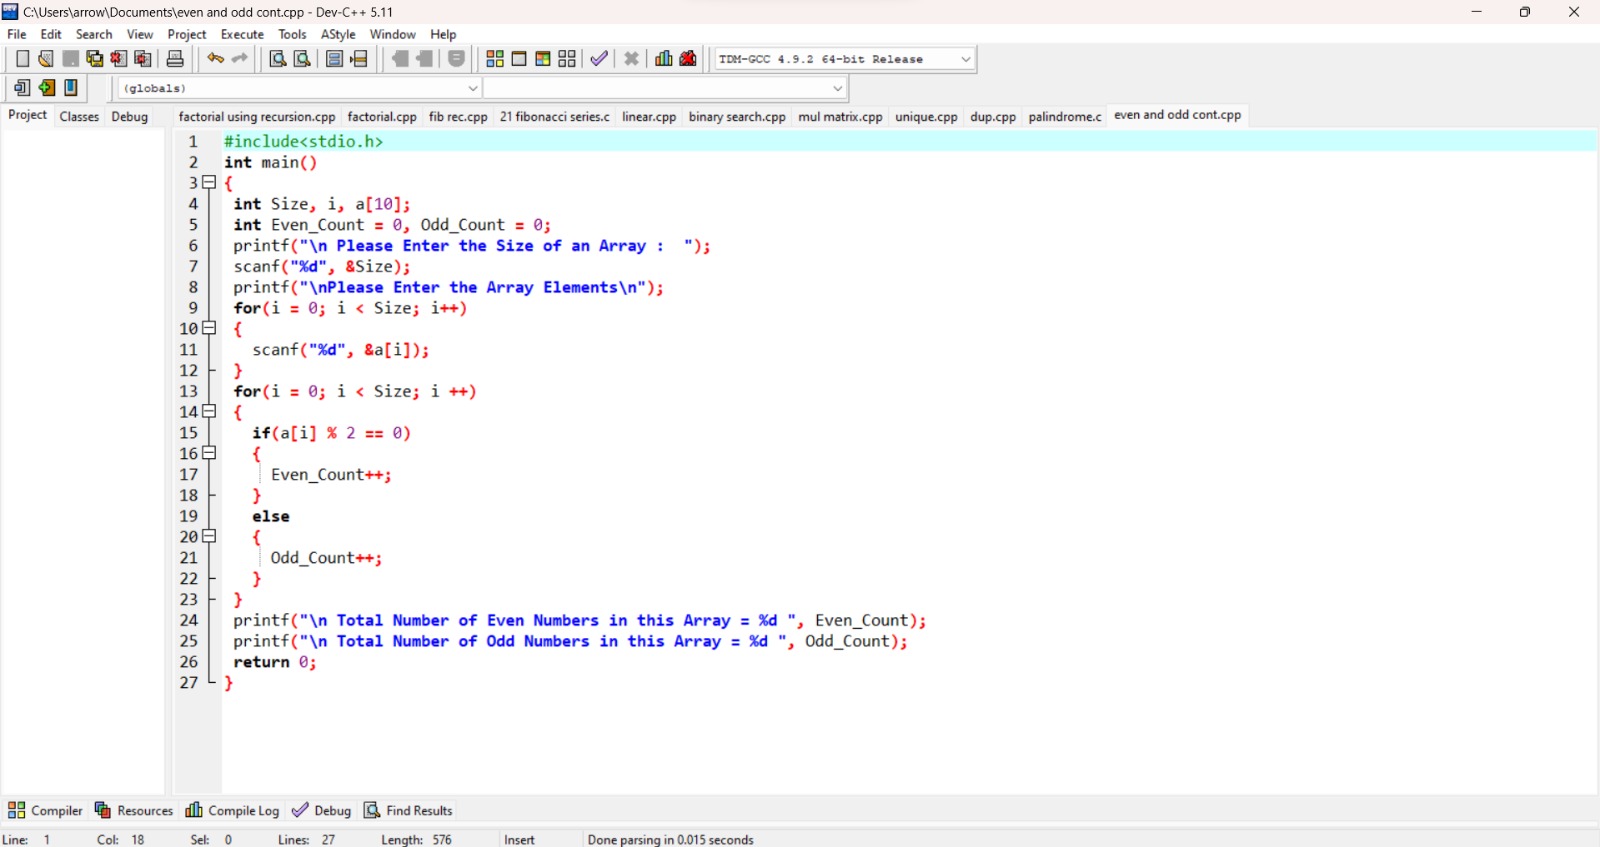 C:\Users\arrow\Documents\even and odd cont.cpp - Dev-C++ 5.11
File Edit Search View Project Execute Tools AStyle Window Help
TDM-GCC 4.9.2 64-bit Release
(globals)
Project Classes Debug factorial using recursion.cpp factorial.cpp fib rec.cpp 21 fibonacci series.c linear.cpp binary search.cpp mul matrix.cpp unique.cpp dup.cpp palindrome.c even and odd cont.cpp
1 #include<stdio.h>
2 int main()
3 {
4 int Size, i, a[10];
5 int Even_Count = 0, Odd_Count = 0;
6 printf("\n Please Enter the Size of an Array :  ");
7 scanf("%d", &Size);
8 printf("\nPlease Enter the Array Elements\n");
9 for(i = 0; i < Size; i++)
10 {
11 scanf("%d", &a[i]);
12 }
13 for(i = 0; i < Size; i ++)
14 {
15 if(a[i] % 2 == 0)
16 {
17 Even_Count++;
18 }
19 else
20 {
21 Odd_Count++;
22 }
23 }
24 printf("\n Total Number of Even Numbers in this Array = %d ", Even_Count);
25 printf("\n Total Number of Odd Numbers in this Array = %d ", Odd_Count);
26 return 0;
27 }
Compiler Resources Compile Log Debug Find Results
Line: 1 Col: 18 Sel: 0 Lines: 27 Length: 576 Insert Done parsing in 0.015 seconds